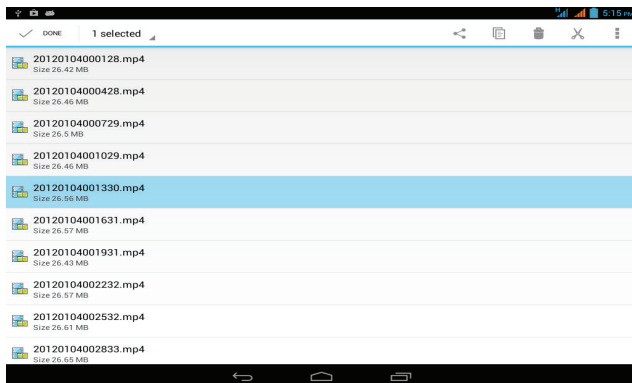 H 5:15 PM
DONE 1 selected
20120104000128.mp4
Size 26.42 MB
20120104000428.mp4
Size 26.46 MB
20120104000729.mp4
Size 26.5 MB
20120104001029.mp4
Size 26.46 MB
20120104001330.mp4
Size 26.56 MB
20120104001631.mp4
Size 26.57 MB
20120104001931.mp4
Size 26.43 MB
20120104002232.mp4
Size 26.57 MB
20120104002532.mp4
Size 26.61 MB
20120104002833.mp4
Size 26.65 MB